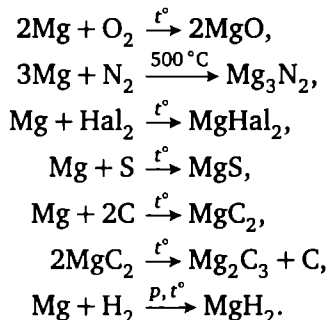 2Mg + O₂ —t°→ 2MgO,
3Mg + N₂ —500 °C→ Mg₃N₂,
Mg + Hal₂ —t°→ MgHal₂,
Mg + S —t°→ MgS,
Mg + 2C —t°→ MgC₂,
2MgC₂ —t°→ Mg₂C₃ + C,
Mg + H₂ —p, t°→ MgH₂.